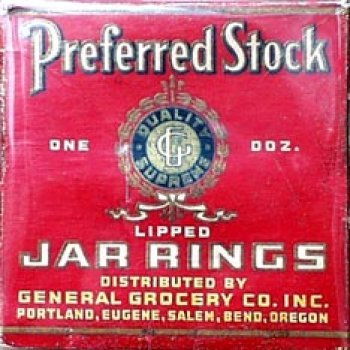 Preferred Stock
QUALITY
ONE DOZ.
SUPREME
LIPPED
JAR RINGS
DISTRIBUTED BY
GENERAL GROCERY CO. INC.
PORTLAND, EUGENE, SALEM, BEND, OREGON